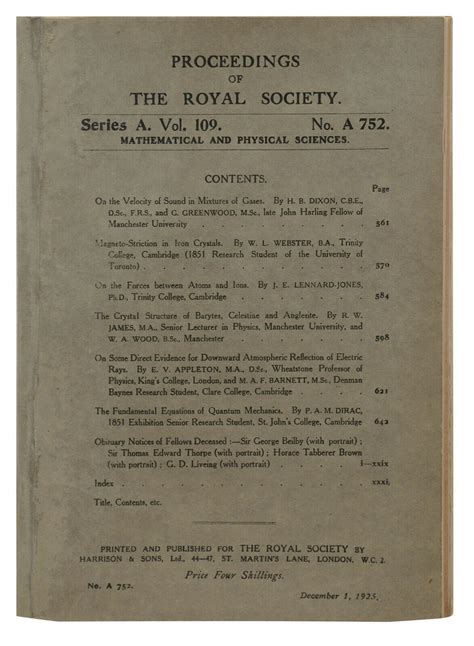 PROCEEDINGS
OF
THE ROYAL SOCIETY.
Series A. Vol. 109. No. A 752.
MATHEMATICAL AND PHYSICAL SCIENCES.
CONTENTS.
Page
On the Velocity of Sound in Mixtures of Gases. By H. B. DIXON, C.B.E.,
D.Sc., F.R.S., and G. GREENWOOD, M.Sc., late John Harling Fellow of
Manchester University . . . . . . . . 561
Magneto-Striction in Iron Crystals. By W. L. WEBSTER, B.A., Trinity
College, Cambridge (1851 Research Student of the University of
Toronto) . . . . . . . . . . 570
On the Forces between Atoms and Ions. By J. E. LENNARD-JONES,
Ph.D., Trinity College, Cambridge . . . . . . 584
The Crystal Structure of Barytes, Celestine and Anglesite. By R. W.
JAMES, M.A., Senior Lecturer in Physics, Manchester University, and
W. A. WOOD, B.Sc., Manchester . . . . . . 598
On Some Direct Evidence for Downward Atmospheric Reflection of Electric
Rays. By E. V. APPLETON, M.A., D.Sc., Wheatstone Professor of
Physics, King's College, London, and M. A. F. BARNETT, M.Sc., Denman
Baynes Research Student, Clare College, Cambridge . . . 621
The Fundamental Equations of Quantum Mechanics. By P. A. M. DIRAC,
1851 Exhibition Senior Research Student, St. John's College, Cambridge 642
Obituary Notices of Fellows Deceased :—Sir George Beilby (with portrait) ;
Sir Thomas Edward Thorpe (with portrait) ; Horace Tabberer Brown
(with portrait) ; G. D. Liveing (with portrait) . . . . i—xxix
Index . . . . . . . . . . xxxi
Title, Contents, etc.
PRINTED AND PUBLISHED FOR THE ROYAL SOCIETY BY
HARRISON & SONS, Ltd., 44—47, ST. MARTIN'S LANE, LONDON, W.C. 2.
Price Four Shillings.
No. A 752.
December 1, 1925.